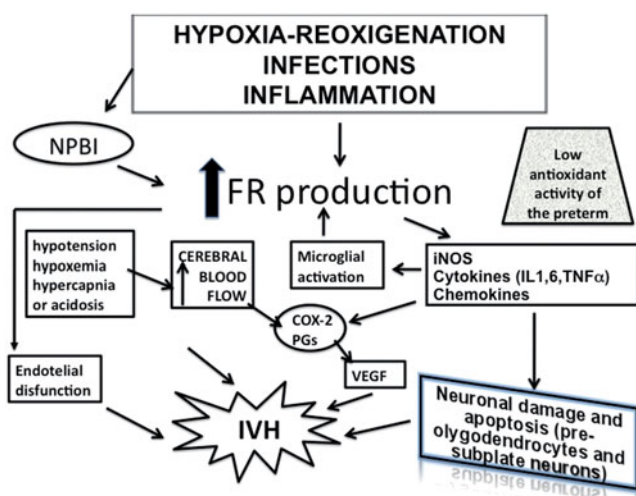 HYPOXIA-REOXIGENATION
INFECTIONS
INFLAMMATION
NPBI
Low
antioxidant
activity of
the preterm
FR production
hypotension
hypoxemia
hypercapnia
or acidosis
CEREBRAL
BLOOD
FLOW
Microglial
activation
iNOS
Cytokines (IL1,6,TNFα)
Chemokines
COX-2
PGs
Endotelial
disfunction
VEGF
IVH
Neuronal damage and
apoptosis (pre-
olygodendrocytes and
subplate neurons)